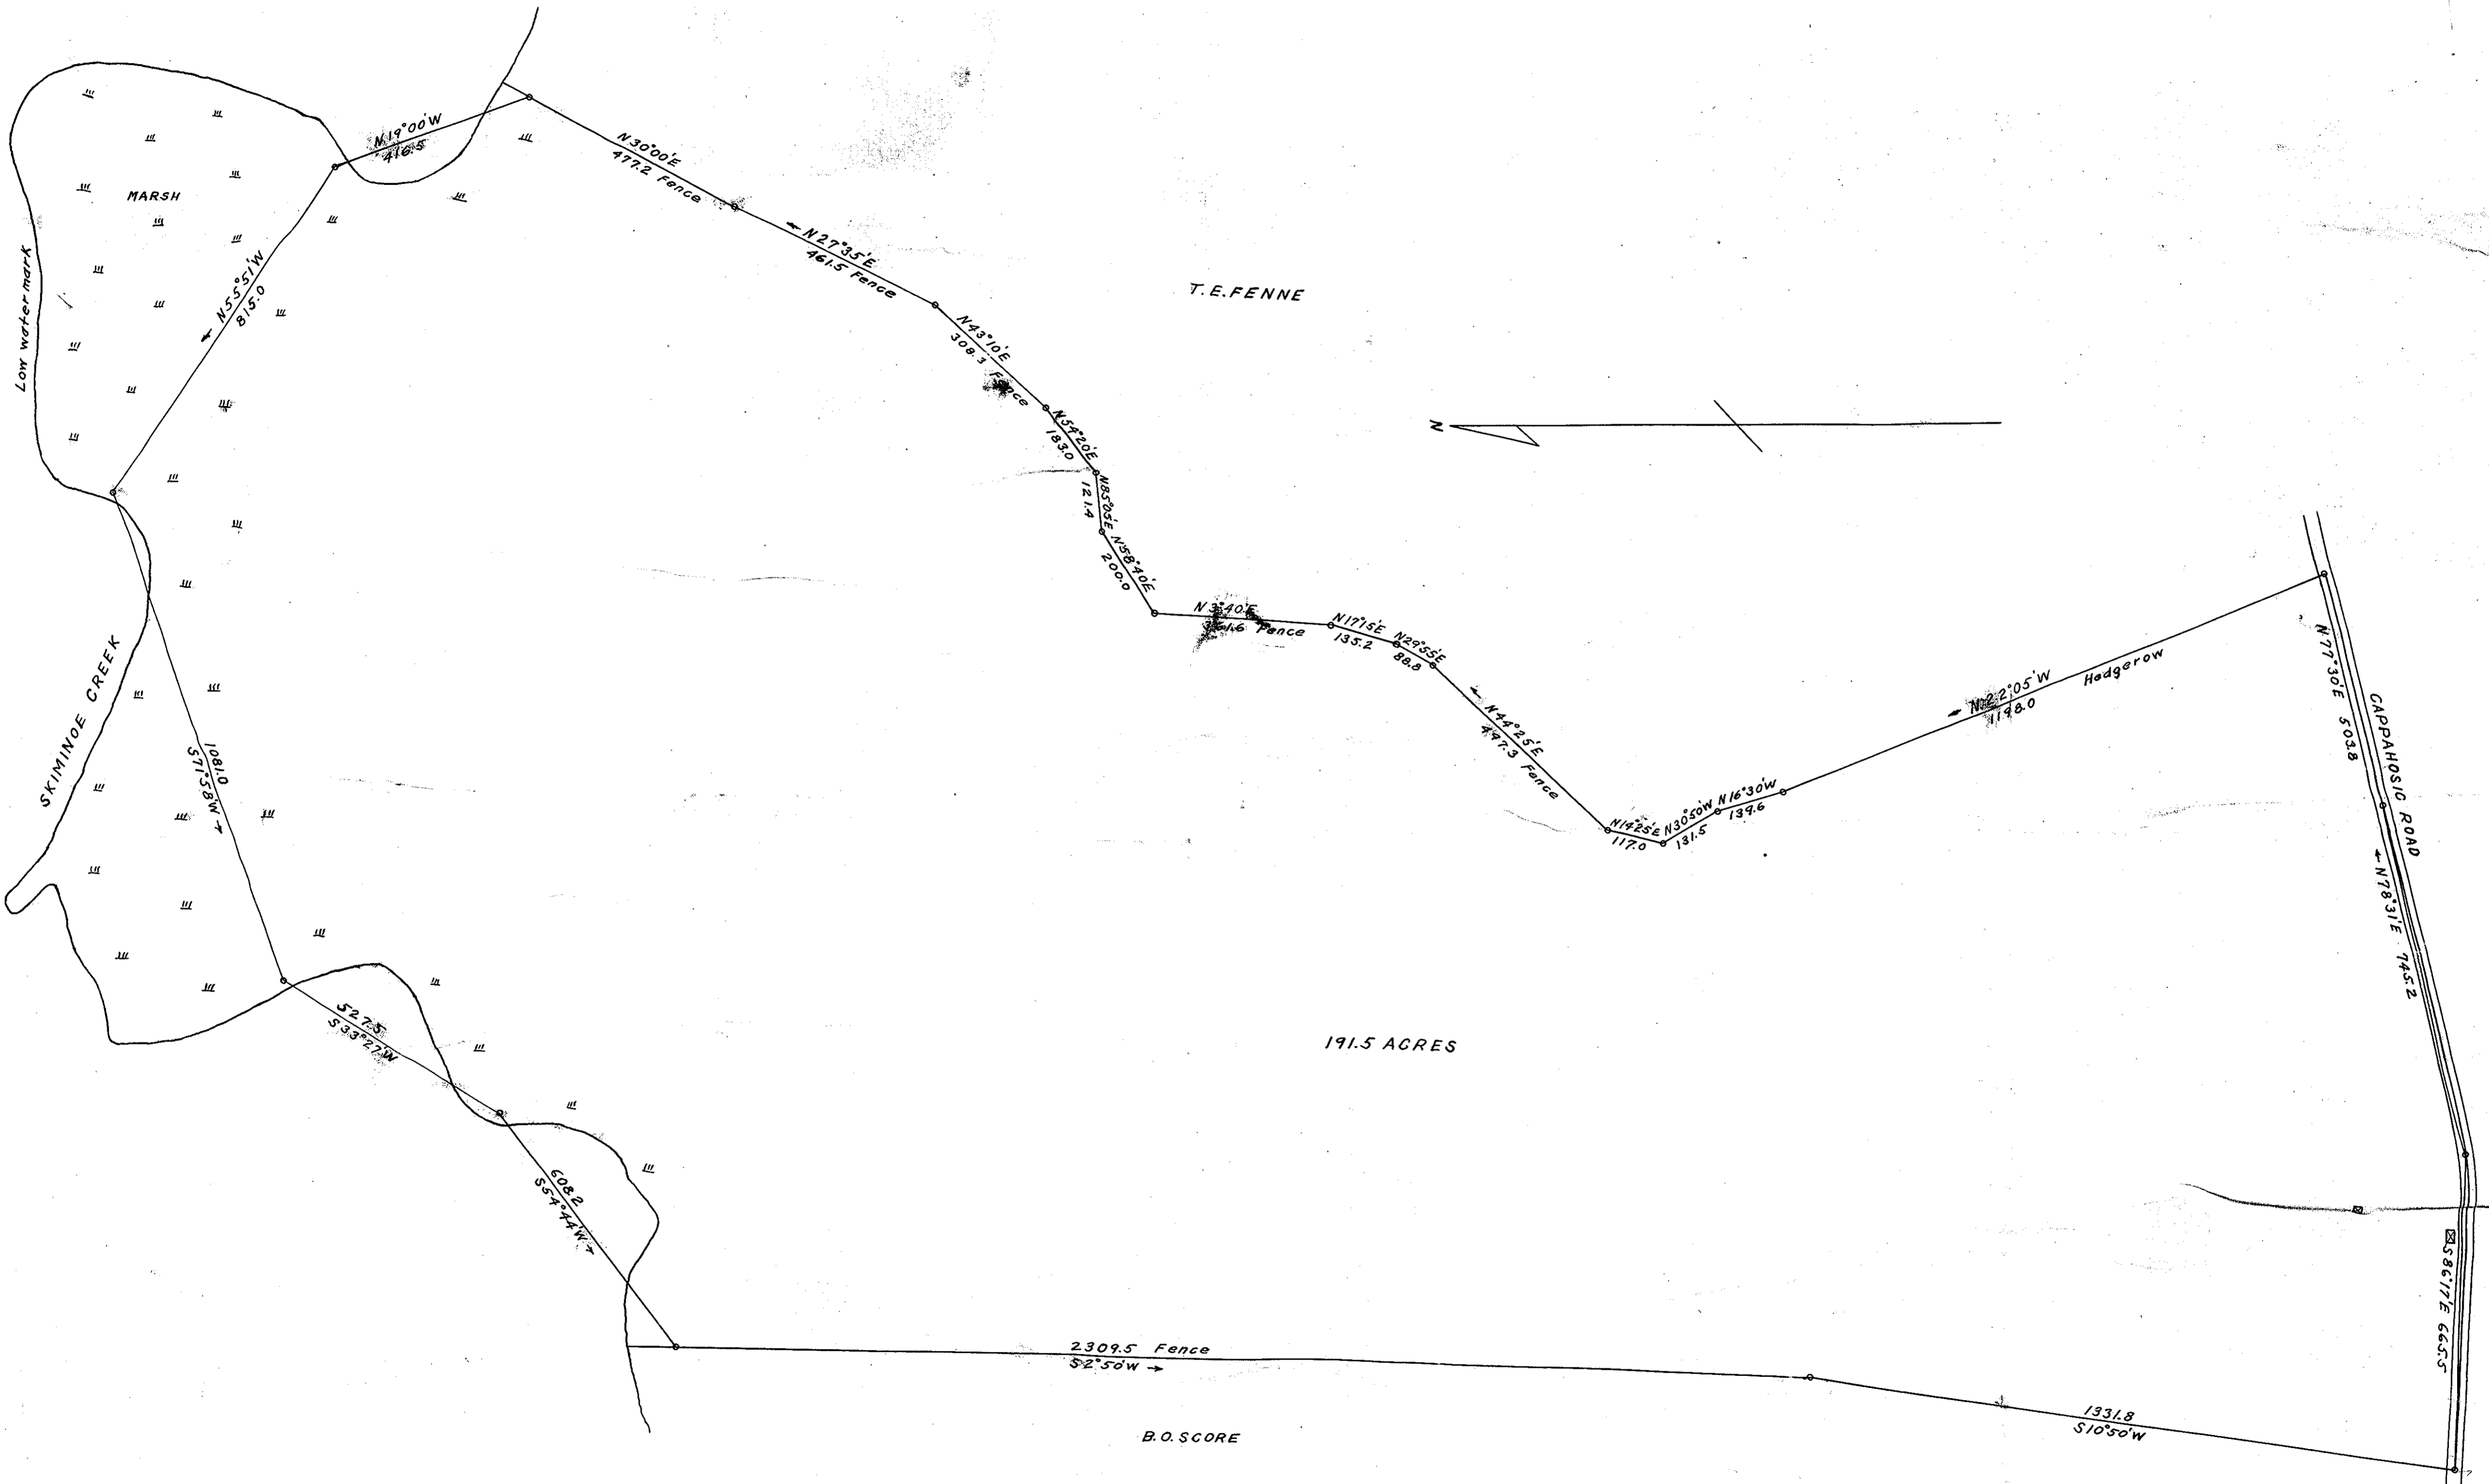 N19°00'W
416.5
N30°00'E
477.2 Fence
MARSH
Low water mark
N55°51'W
815.0
N27°35'E
461.5 Fence
T.E.FENNE
N43°10'E
308.3 Fence
N54°20'E
183.0
N85°05'E
121.4
N58°40'E
200.0
N
N3°40'E
Fence
N17°15'E
135.2
N29°55'E
88.8
N44°25'E
497.3 Fence
N14°25'E
117.0
N30°50'W
131.5
N16°30'W
139.6
N22°05'W
1198.0
Hedgerow
N77°30'E 503.8
CAPPAHOSIC ROAD
N78°31'E 745.2
SKIMINOE CREEK
1081.0
S71°58'W
527.5
S33°27'W
191.5 ACRES
608.2
S54°44'W
S86°17'E 665.5
2309.5 Fence
S2°50'W
1331.8
S10°50'W
B.O.SCORE